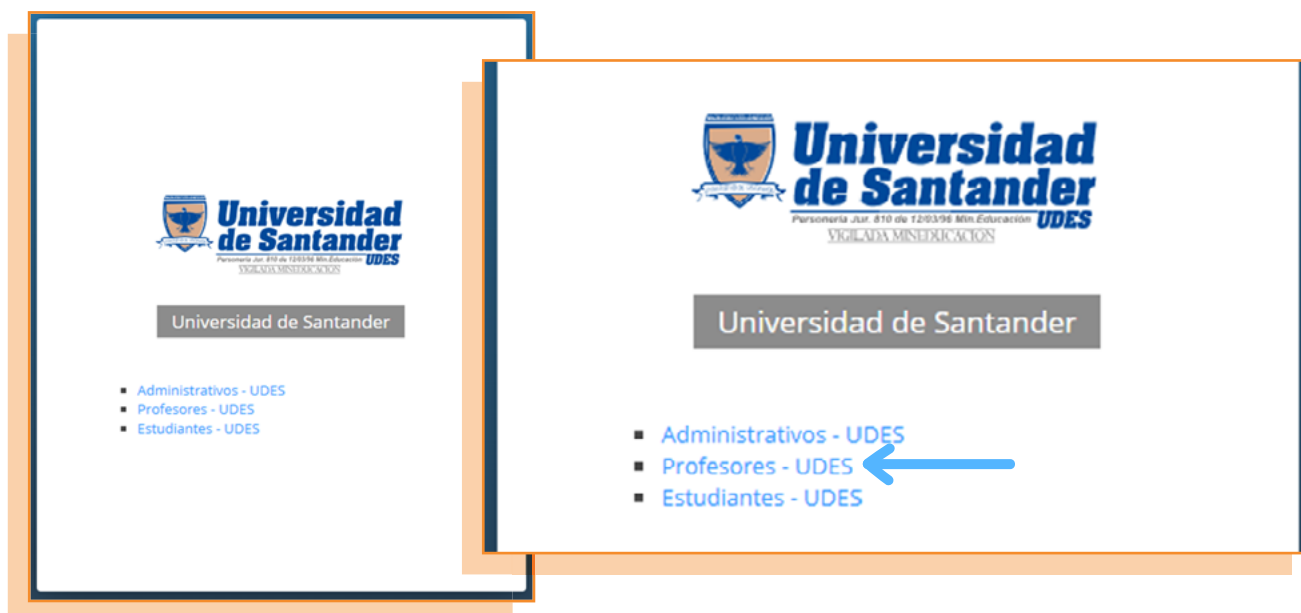 Universidad
de Santander
Personería Jur. 810 de 12/03/96 Min.Educación UDES
VIGILADA MINEDUCACION
Universidad de Santander
Administrativos - UDES
Profesores - UDES
Estudiantes - UDES
Universidad
de Santander
Personería Jur. 810 de 12/03/96 Min.Educación UDES
VIGILADA MINEDUCACION
Universidad de Santander
Administrativos - UDES
Profesores - UDES
Estudiantes - UDES